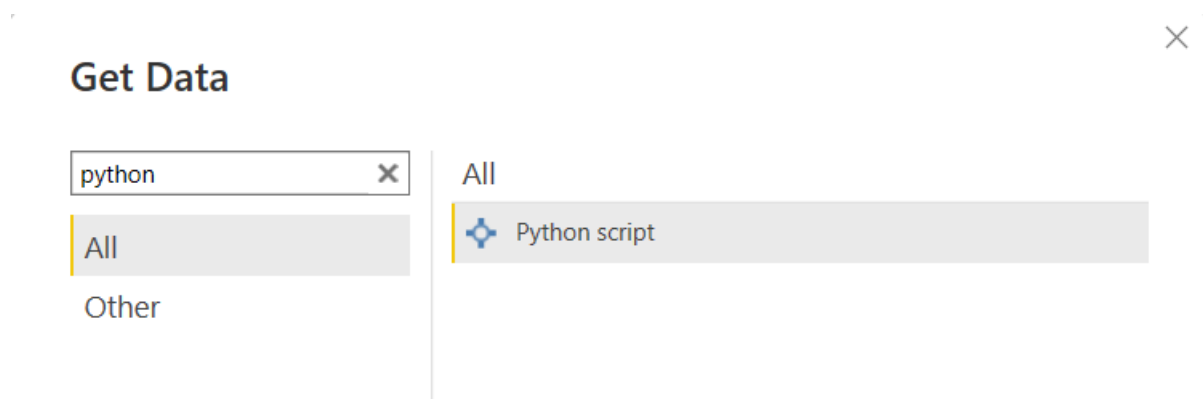 Get Data
python
All
Other
All
Python script